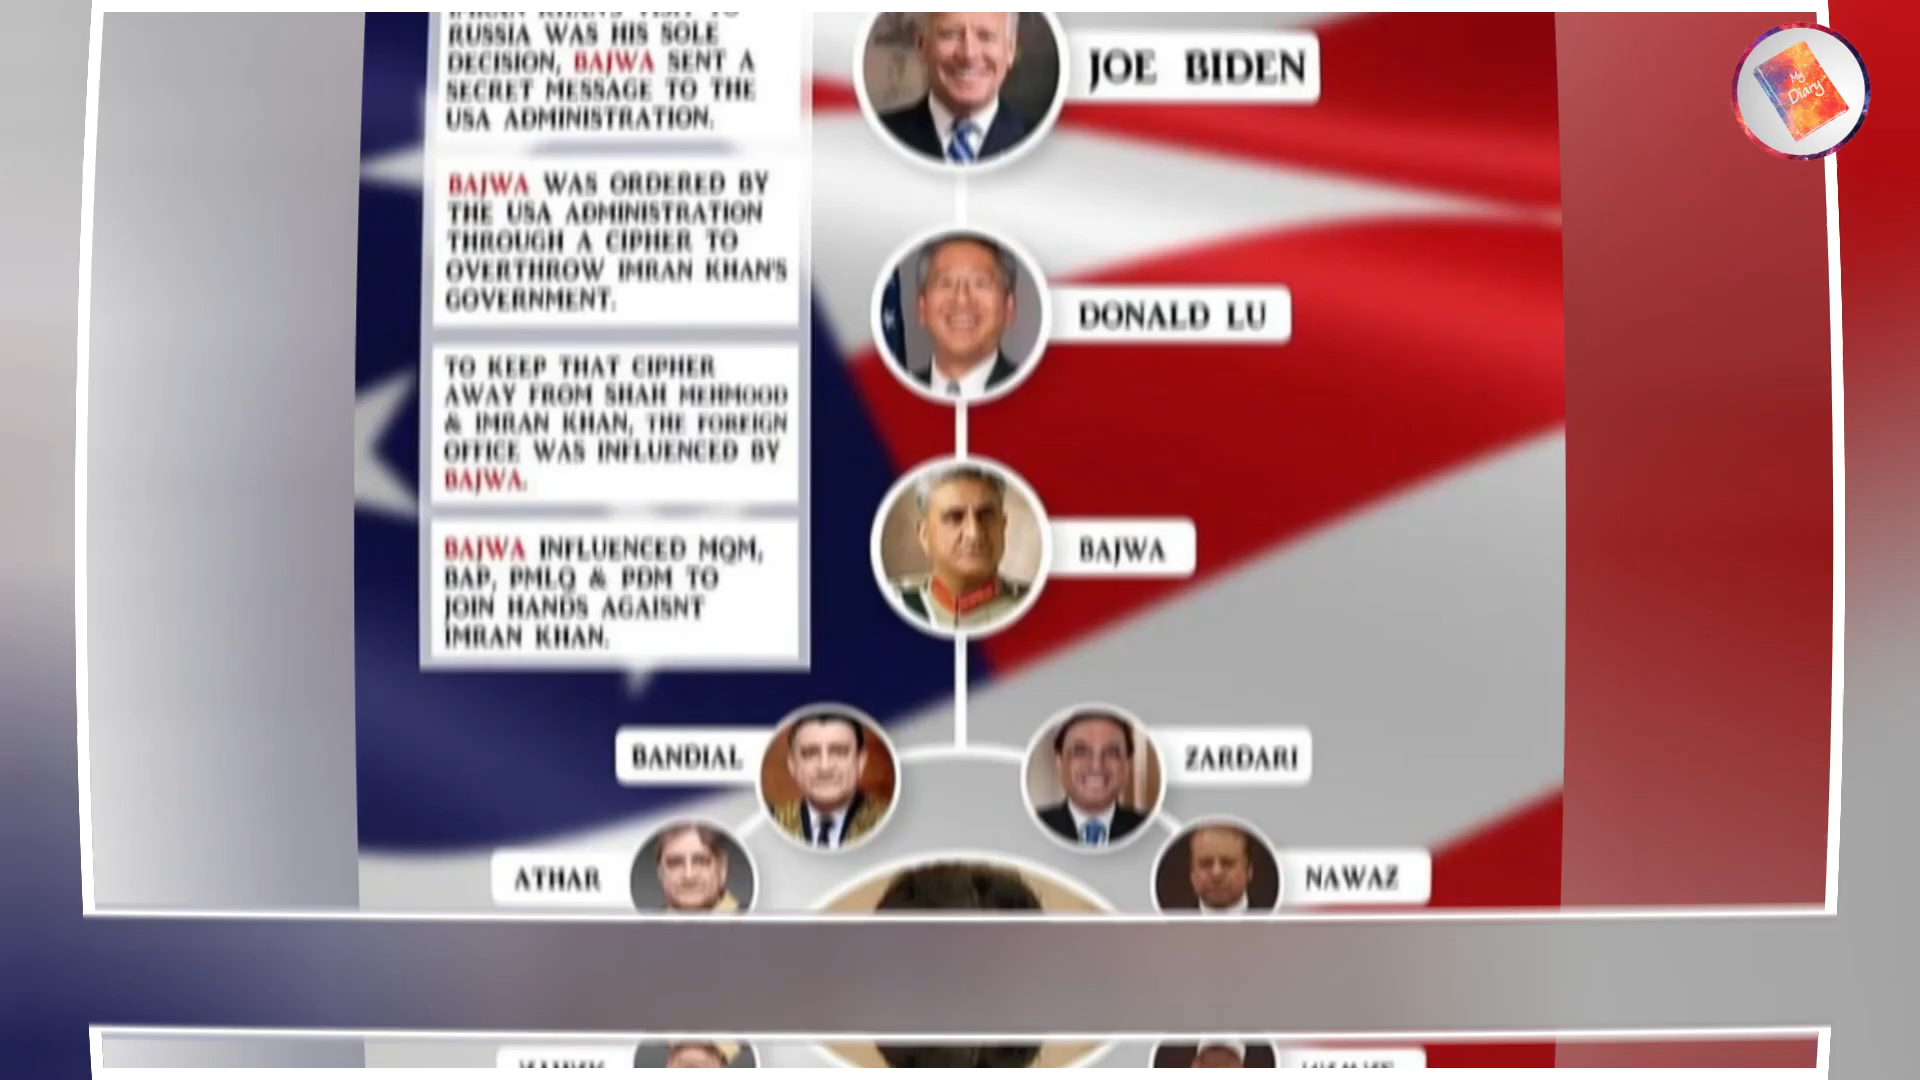 RUSSIA WAS HIS SOLE
DECISION, BAJWA SENT A
SECRET MESSAGE TO THE
USA ADMINISTRATION.
BAJWA WAS ORDERED BY
THE USA ADMINISTRATION
THROUGH A CIPHER TO
OVERTHROW IMRAN KHAN'S
GOVERNMENT.
TO KEEP THAT CIPHER
AWAY FROM SHAH MEHMOOD
& IMRAN KHAN, THE FOREIGN
OFFICE WAS INFLUENCED BY
BAJWA.
BAJWA INFLUENCED MQM,
BAP, PMLQ & PDM TO
JOIN HANDS AGAISNT
IMRAN KHAN.
JOE BIDEN
DONALD LU
BAJWA
BANDIAL
ZARDARI
ATHAR
NAWAZ
My
Diary